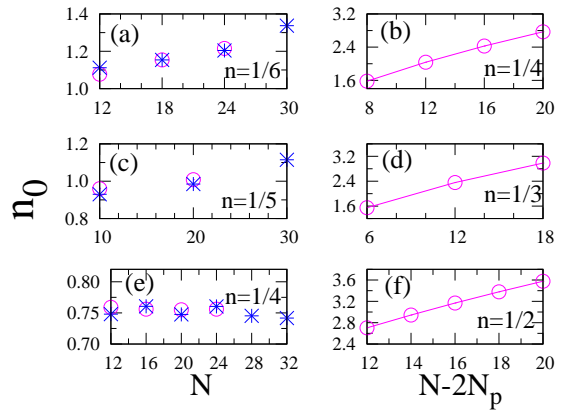 (a)
1.4
1.2
1.0
n=1/6
12
18
24
30
(b)
3.2
2.4
1.6
n=1/4
8
12
16
20
(c)
1.2
1.0
0.8
n=1/5
10
20
30
(d)
3.2
2.4
1.6
n=1/3
6
12
18
(e)
0.80
0.75
0.70
n=1/4
12
16
20
24
28
32
(f)
3.6
3.2
2.8
2.4
n=1/2
12
14
16
18
20
n0
N
N-2Np